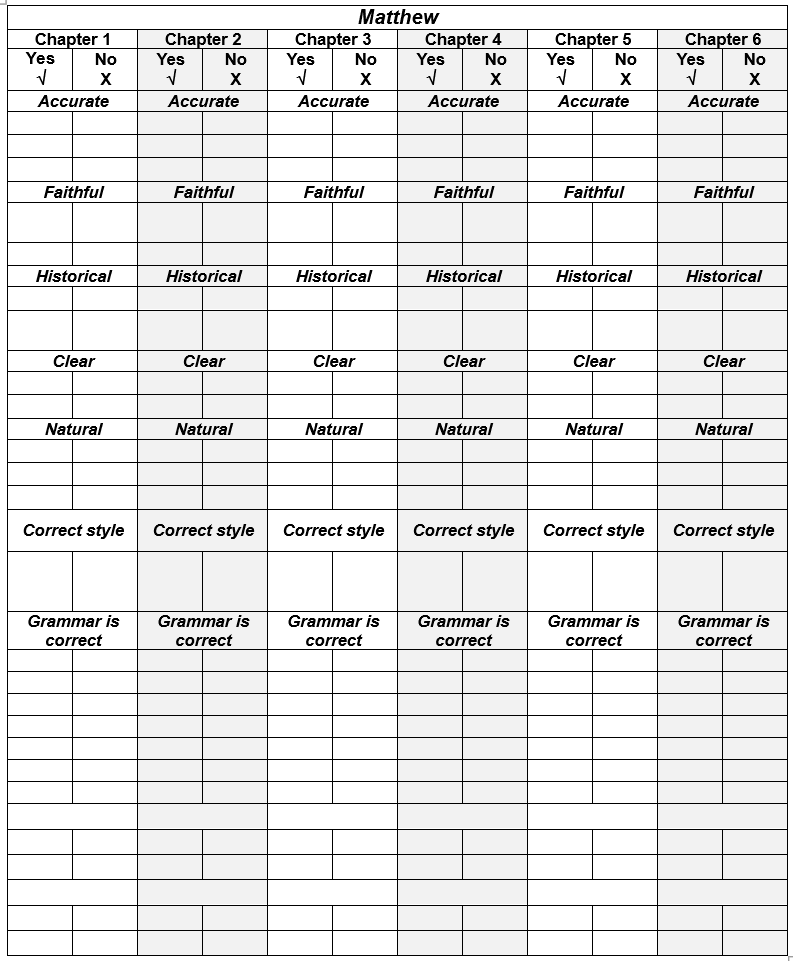 Matthew
Chapter 1 Chapter 2 Chapter 3 Chapter 4 Chapter 5 Chapter 6
Yes No Yes No Yes No Yes No Yes No Yes No
√ X √ X √ X √ X √ X √ X
Accurate Accurate Accurate Accurate Accurate Accurate
Faithful Faithful Faithful Faithful Faithful Faithful
Historical Historical Historical Historical Historical Historical
Clear Clear Clear Clear Clear Clear
Natural Natural Natural Natural Natural Natural
Correct style Correct style Correct style Correct style Correct style Correct style
Grammar is Grammar is Grammar is Grammar is Grammar is Grammar is
correct correct correct correct correct correct